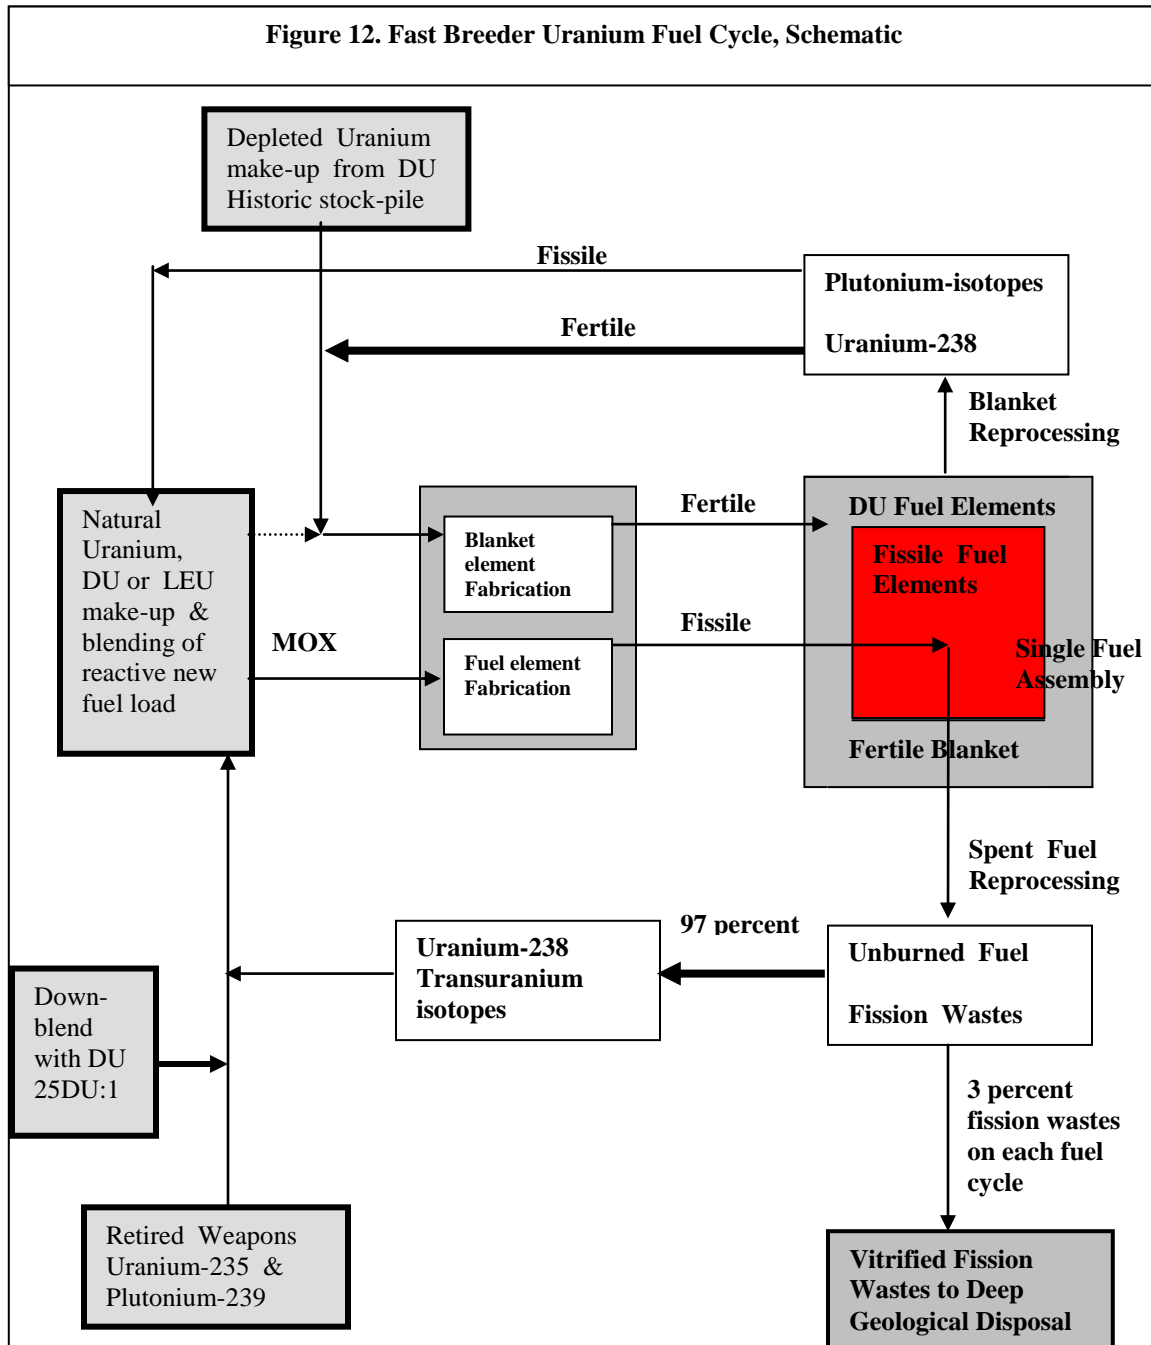 Figure 12. Fast Breeder Uranium Fuel Cycle, Schematic
Depleted Uranium
make-up from DU
Historic stock-pile
Fissile
Plutonium-isotopes
Uranium-238
Fertile
Blanket
Reprocessing
Natural
Uranium,
DU or LEU
make-up &
blending of
reactive new
fuel load
MOX
Blanket
element
Fabrication
Fuel element
Fabrication
Fertile
Fissile
DU Fuel Elements
Fissile Fuel
Elements
Single Fuel
Assembly
Fertile Blanket
Spent Fuel
Reprocessing
97 percent
Uranium-238
Transuranium
isotopes
Unburned Fuel
Fission Wastes
Down-
blend
with DU
25DU:1
3 percent
fission wastes
on each fuel
cycle
Retired Weapons
Uranium-235 &
Plutonium-239
Vitrified Fission
Wastes to Deep
Geological Disposal